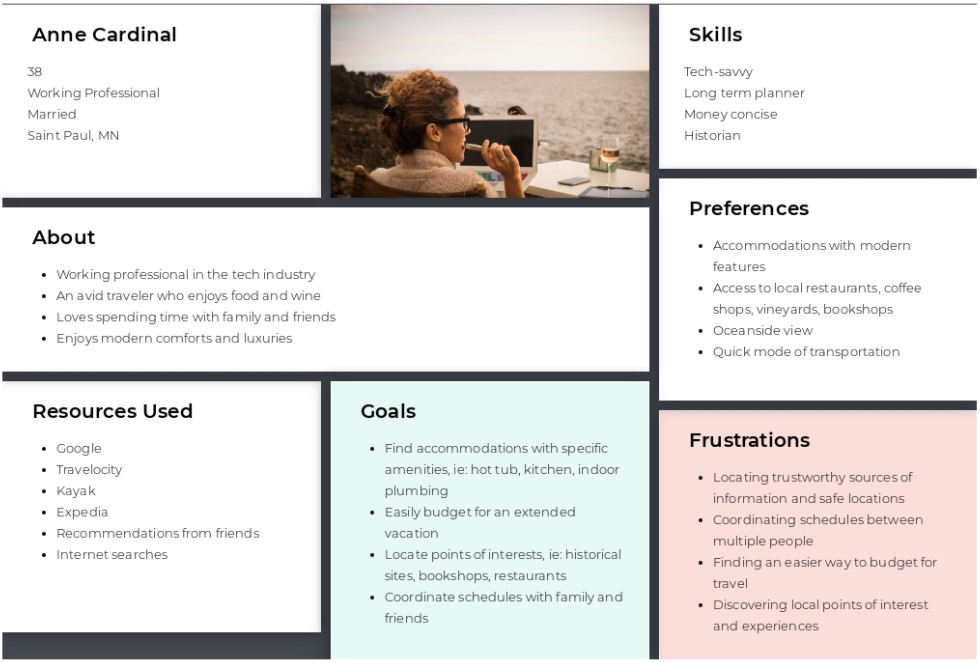 Anne Cardinal
38
Working Professional
Married
Saint Paul, MN
Skills
Tech-savvy
Long term planner
Money concise
Historian
About
Working professional in the tech industry
An avid traveler who enjoys food and wine
Loves spending time with family and friends
Enjoys modern comforts and luxuries
Preferences
Accommodations with modern
features
Access to local restaurants, coffee
shops, vineyards, bookshops
Oceanside view
Quick mode of transportation
Resources Used
Google
Travelocity
Kayak
Expedia
Recommendations from friends
Internet searches
Goals
Find accommodations with specific
amenities, ie: hot tub, kitchen, indoor
plumbing
Easily budget for an extended
vacation
Locate points of interests, ie: historical
sites, bookshops, restaurants
Coordinate schedules with family and
friends
Frustrations
Locating trustworthy sources of
information and safe locations
Coordinating schedules between
multiple people
Finding an easier way to budget for
travel
Discovering local points of interest
and experiences